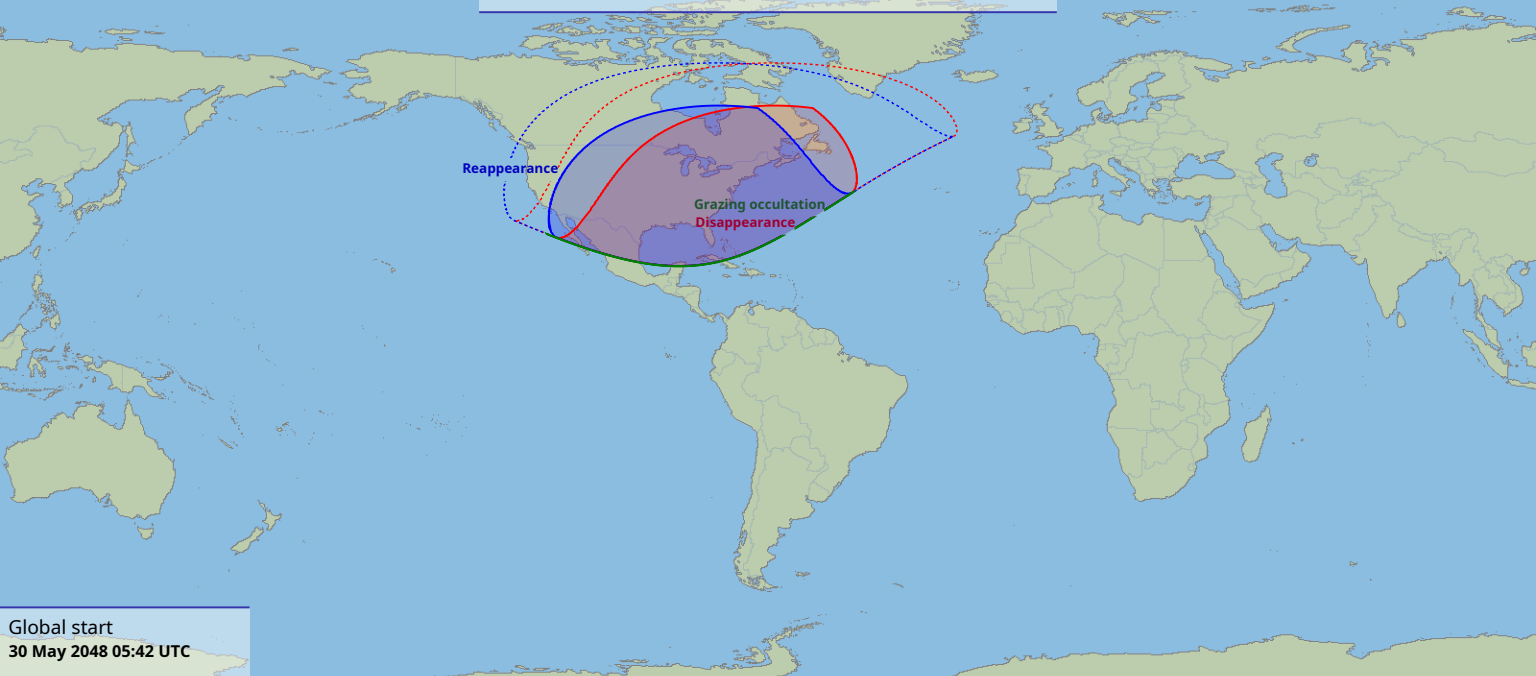 Reappearance
Grazing occultation
Disappearance
Global start
30 May 2048 05:42 UTC